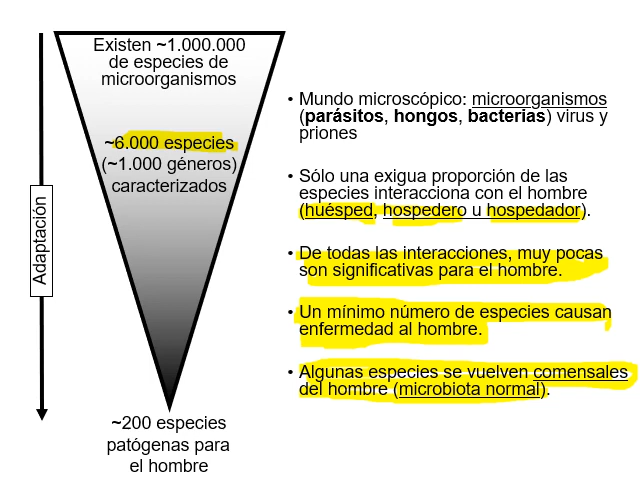 Existen ~1.000.000
de especies de
microorganismos
~6.000 especies
(~1.000 géneros)
caracterizados
Adaptación
~200 especies
patógenas para
el hombre
• Mundo microscópico: microorganismos
(parásitos, hongos, bacterias) virus y
priones
• Sólo una exigua proporción de las
especies interacciona con el hombre
(huésped, hospedero u hospedador).
• De todas las interacciones, muy pocas
son significativas para el hombre.
• Un mínimo número de especies causan
enfermedad al hombre.
• Algunas especies se vuelven comensales
del hombre (microbiota normal).